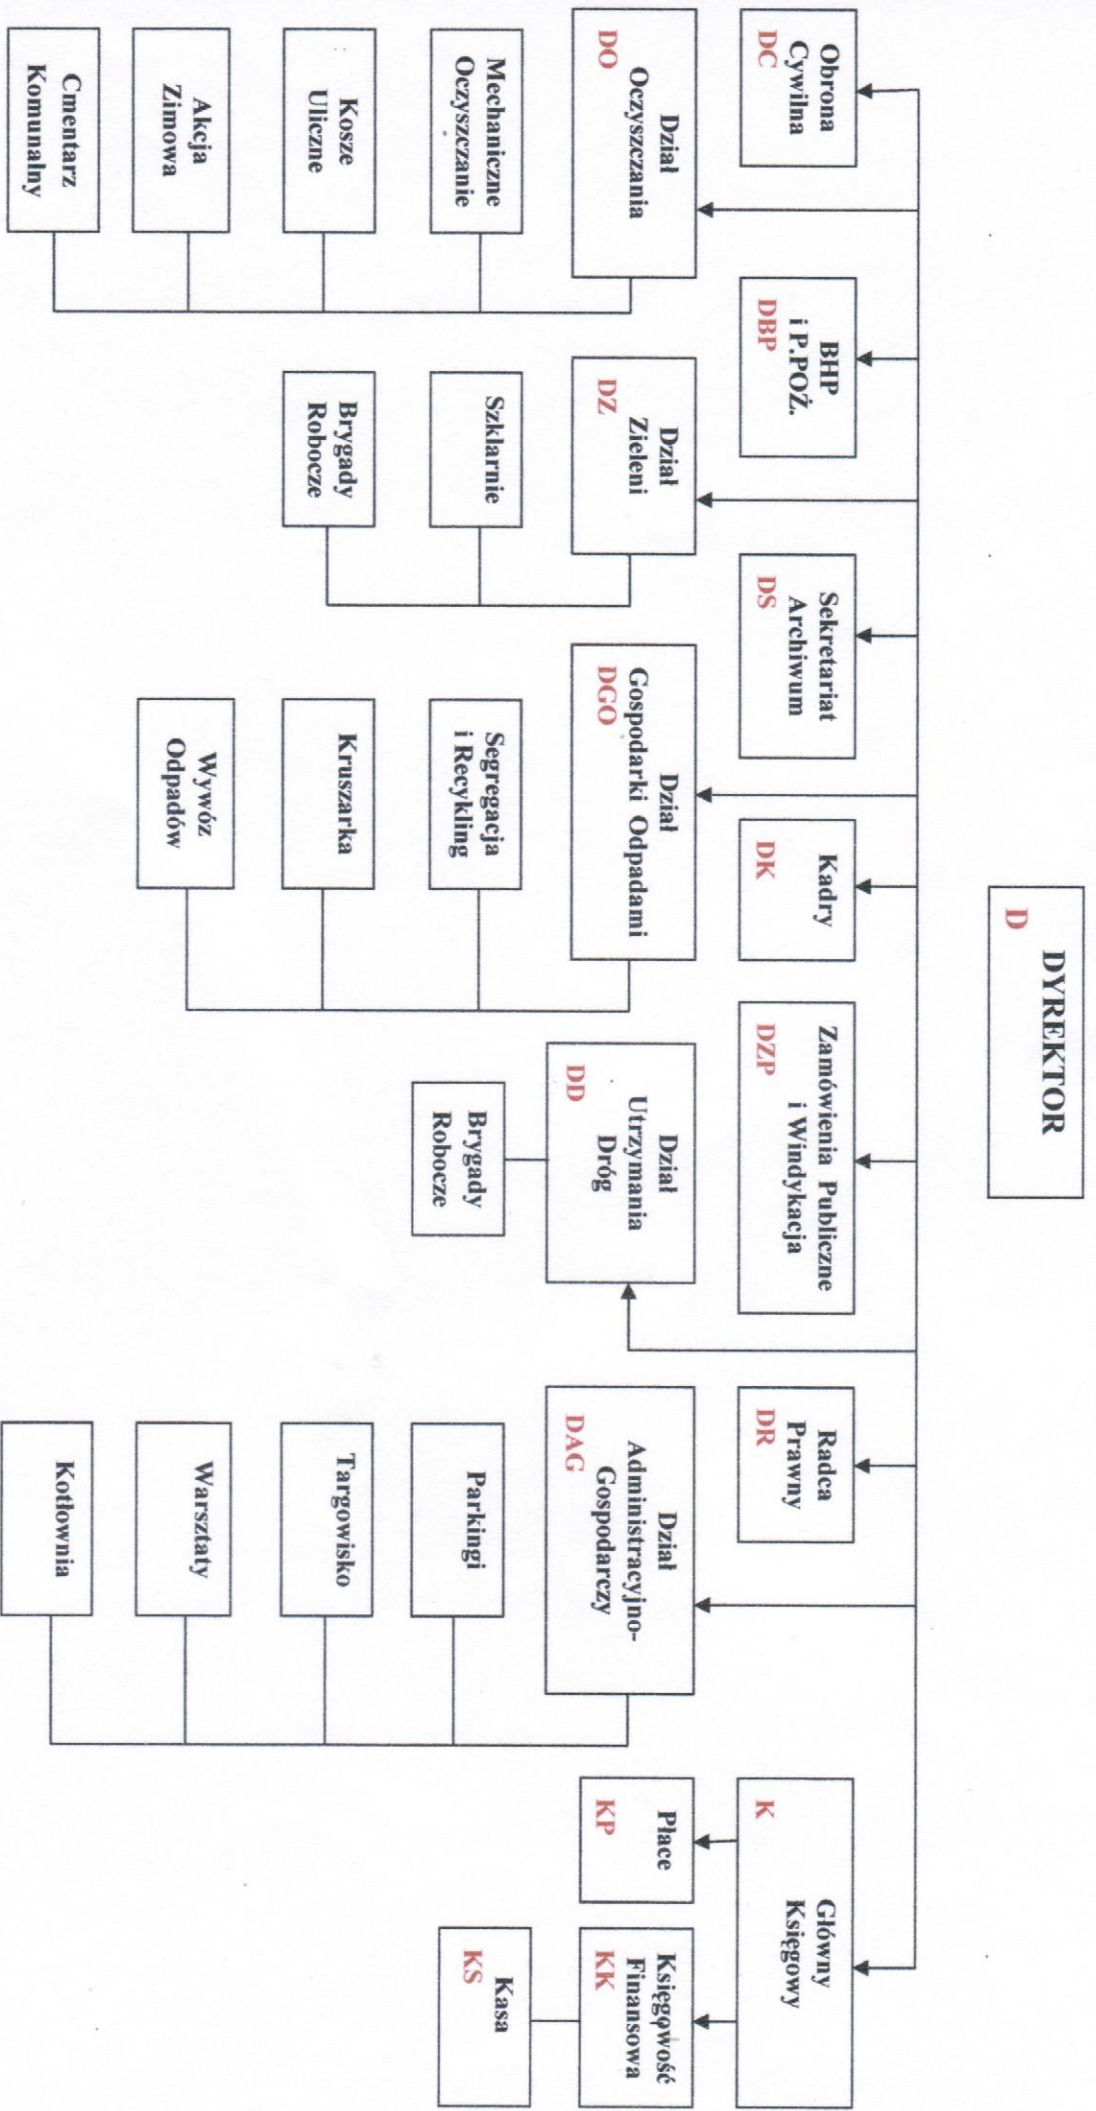 DYREKTOR
D
Obrona
Cywilna
DC
BHP
i P.POŻ.
DBP
Sekretariat
Archiwum
DS
Kadry
DK
Zamówienia Publiczne
i Windykacja
DZP
Radca
Prawny
DR
Główny
Księgowy
K
Dział
Oczyszczania
DO
Dział
Zieleni
DZ
Dział
Gospodarki Odpadami
DGO
Dział
Utrzymania
Dróg
DD
Dział
Administracyjno-
Gospodarczy
DAG
Płace
KP
Księgowość
Finansowa
KK
Mechaniczne
Oczyszczanie
Szklarnie
Segregacja
i Recykling
Brygady
Robocze
Parkingi
Kasa
KS
Kosze
Uliczne
Brygady
Robocze
Kruszarka
Targowisko
Akcja
Zimowa
Wywóz
Odpadów
Warsztaty
Cmentarz
Komunalny
Kotłownia